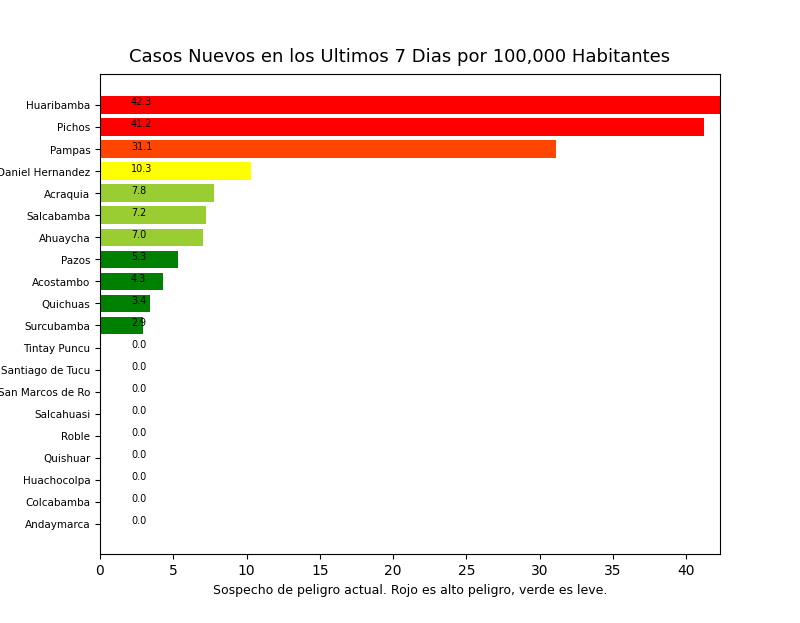 Casos Nuevos en los Ultimos 7 Dias por 100,000 Habitantes
Huaribamba 42.3
Pichos 41.2
Pampas 31.1
Daniel Hernandez 10.3
Acraquia 7.8
Salcabamba 7.2
Ahuaycha 7.0
Pazos 5.3
Acostambo 4.3
Quichuas 3.4
Surcubamba 2.9
Tintay Puncu 0.0
Santiago de Tucu 0.0
San Marcos de Ro 0.0
Salcahuasi 0.0
Roble 0.0
Quishuar 0.0
Huachocolpa 0.0
Colcabamba 0.0
Andaymarca 0.0
0 5 10 15 20 25 30 35 40
Sospecho de peligro actual. Rojo es alto peligro, verde es leve.